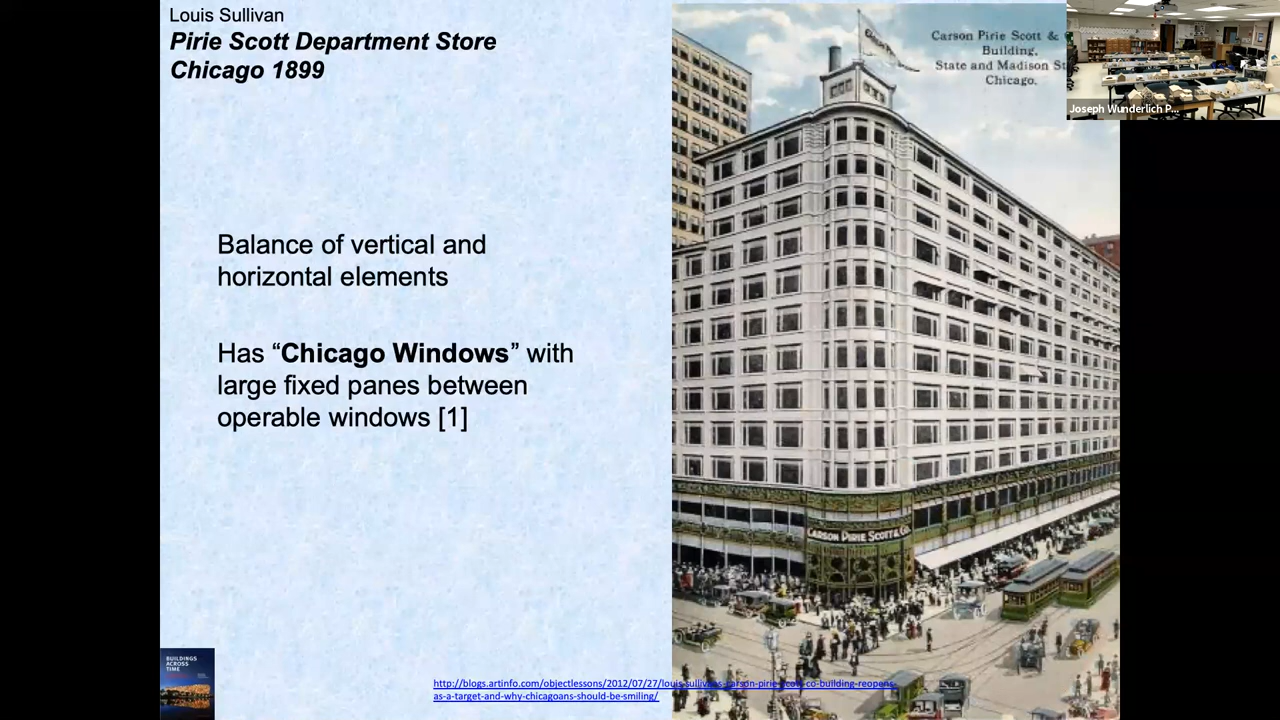 Louis Sullivan
Pirie Scott Department Store
Chicago 1899
Balance of vertical and
horizontal elements
Has “Chicago Windows” with
large fixed panes between
operable windows [1]
Carson Pirie Scott &
Building,
State and Madison St
Chicago.
Joseph Wunderlich P...
CARSON PIRIE SCOTT & CO
BUILDINGS
ACROSS
TIME
http://blogs.artinfo.com/objectlessons/2012/07/27/louis-sullivans-carson-pirie-scott-co-building-reopens-
as-a-target-and-why-chicagoans-should-be-smiling/